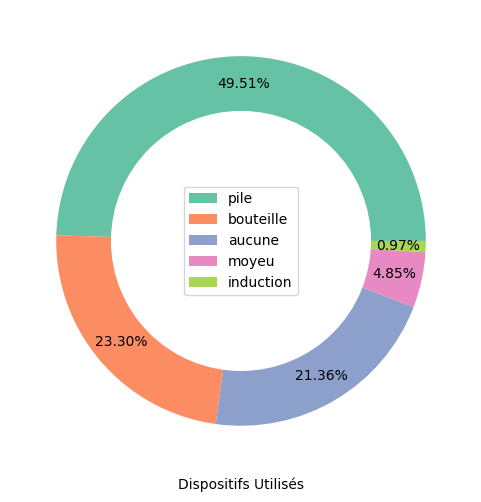 49.51%
pile
bouteille
aucune
moyeu
induction
0.97%
4.85%
23.30%
21.36%
Dispositifs Utilisés